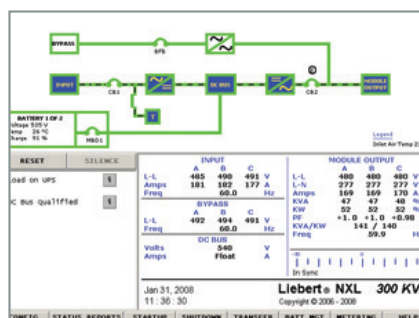 BYPASS
BFB
INPUT
CB1
DC BUS
CB2
MODULE
OUTPUT
BATTERY 1 OF 2
Voltage 535 V
Temp 26 °C
Charge 91 %
MBD1
Legend
Inlet Air Temp 2
RESET SILENCE
Load on UPS
DC Bus Qualified
INPUT
A B C
L-L 485 490 491 V
Amps 181 182 177 A
Freq 60.0 Hz
BYPASS
A B C
L-L 492 494 491 V
Freq 60.0 Hz
DC BUS
Volts 540 V
Amps Float A
MODULE OUTPUT
A B C
L-L 480 480 480 V
L-N 277 277 277 V
Amps 169 169 170 A
KVA 47 47 48 %
KW 52 52 52 %
PF +1.0 +1.0 +0.98
KVA/KW 141 / 140
Freq 59.9 Hz
In Sync
Jan 31, 2008
11 : 36 : 30
Liebert® NXL 300 KV
Copyright © 2006 - 2008
CONFIG STATUS REPORTS STARTUP SHUTDOWN TRANSFER BATT MGT METERING HELP